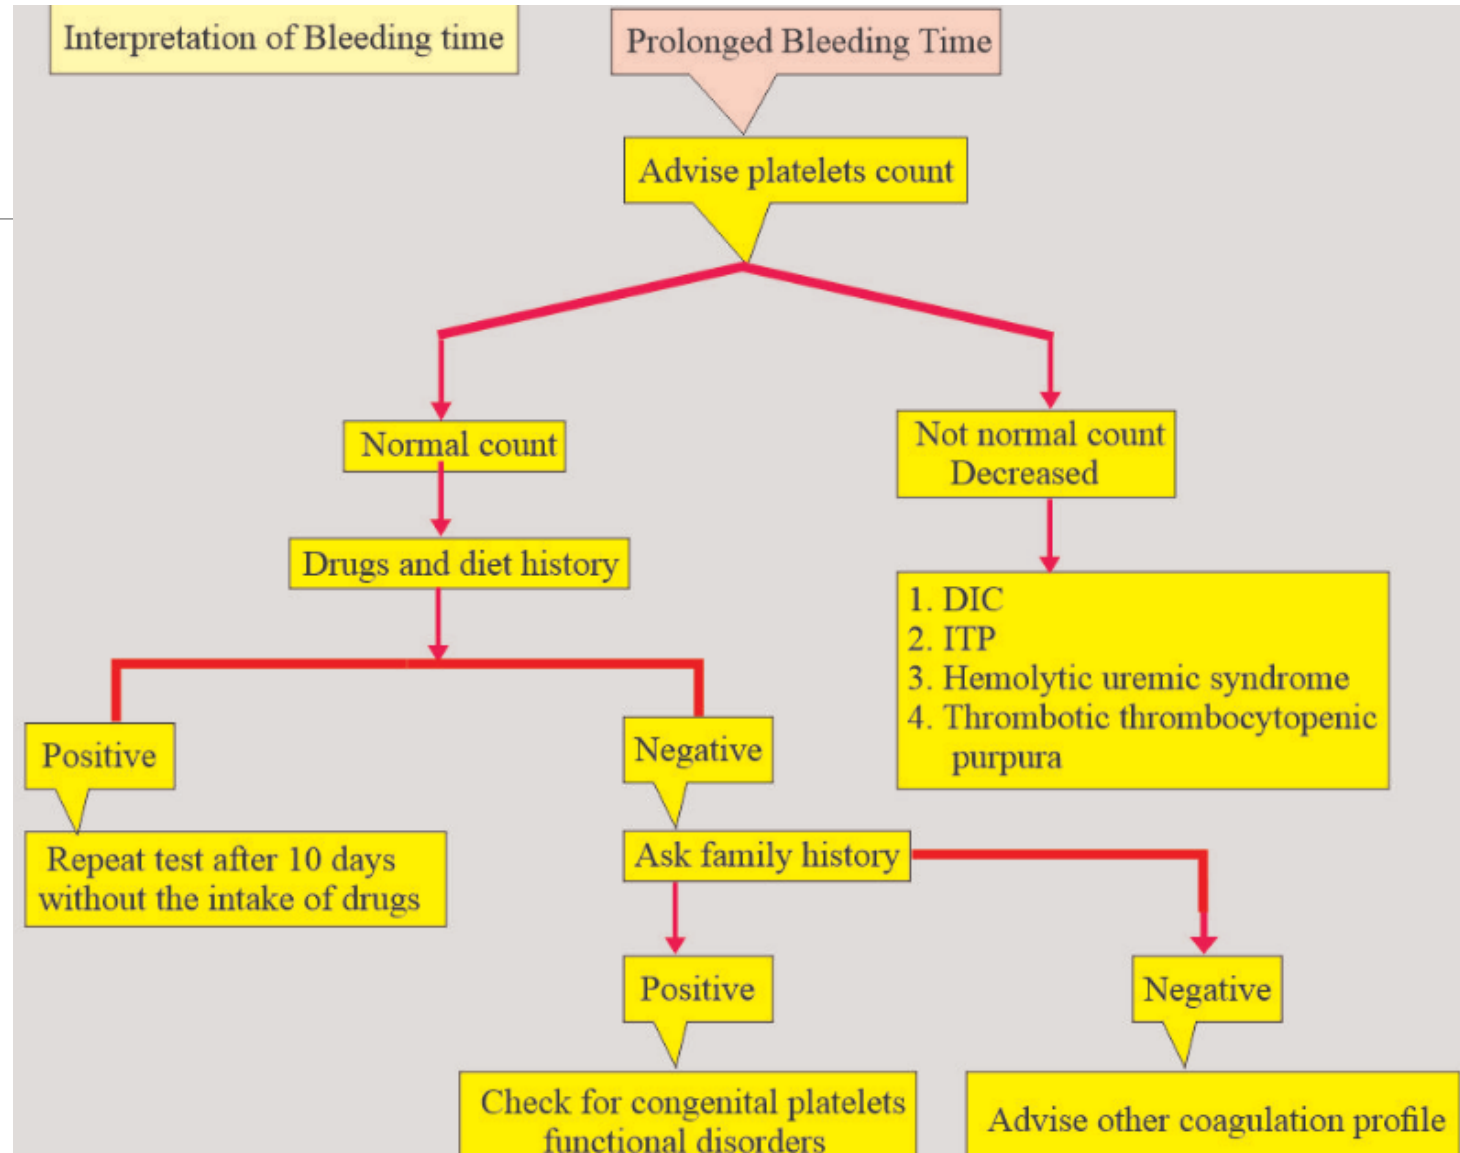 Interpretation of Bleeding time
Prolonged Bleeding Time
Advise platelets count
Normal count
Not normal count
Decreased
Drugs and diet history
1. DIC
2. ITP
3. Hemolytic uremic syndrome
4. Thrombotic thrombocytopenic
purpura
Positive
Negative
Repeat test after 10 days
without the intake of drugs
Ask family history
Positive
Negative
Check for congenital platelets
functional disorders
Advise other coagulation profile